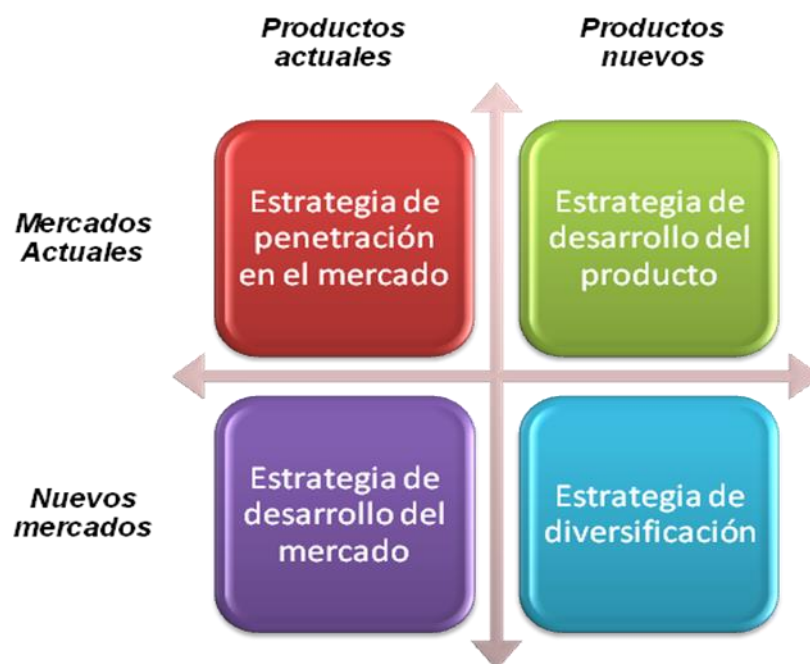 Productos
actuales
Productos
nuevos
Mercados
Actuales
Estrategia de
penetración
en el mercado
Estrategia de
desarrollo del
producto
Nuevos
mercados
Estrategia de
desarrollo del
mercado
Estrategia de
diversificación